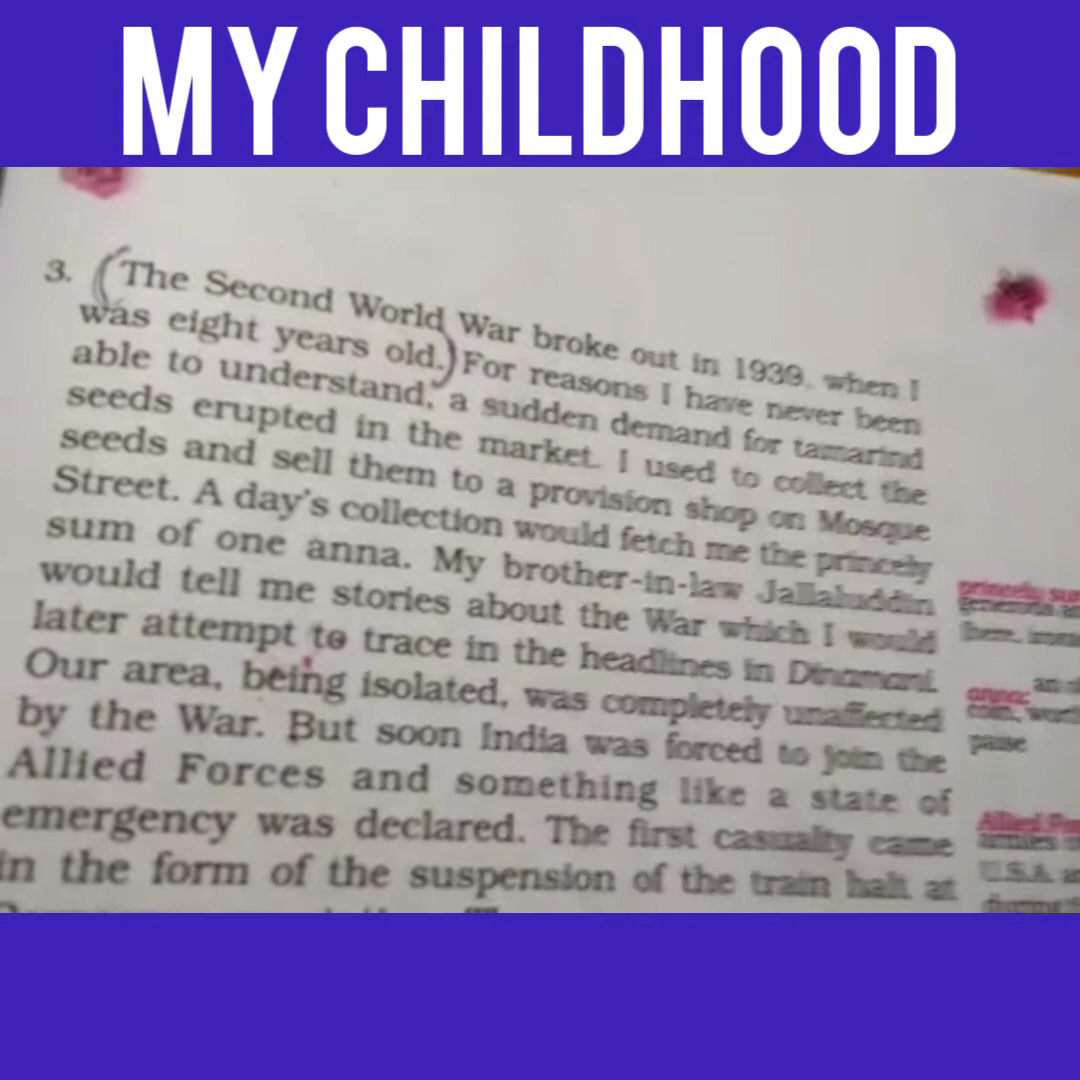 MY CHILDHOOD
3. (The Second World War broke out in 1939, when I
was eight years old.) For reasons I have never been
able to understand, a sudden demand for tamarind
seeds erupted in the market. I used to collect the
seeds and sell them to a provision shop on Mosque
Street. A day's collection would fetch me the princely
sum of one anna. My brother-in-law Jallaluddin
would tell me stories about the War which I would
later attempt to trace in the headlines in Dinamani.
Our area, being isolated, was completely unaffected
by the War. But soon India was forced to join the
Allied Forces and something like a state of
emergency was declared. The first casualty came
in the form of the suspension of the train halt at
princely
anna:
coin,
paise
Allied
armies
U.S.A